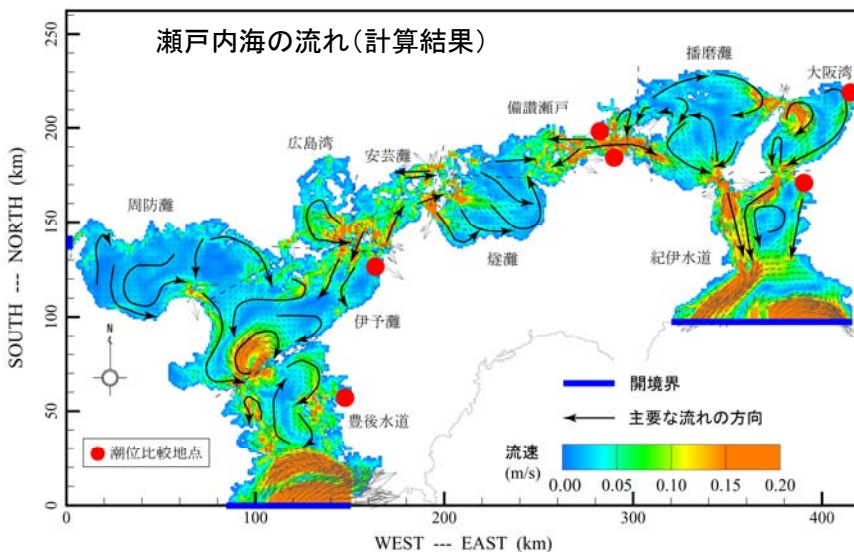 瀬戸内海の流れ(計算結果)
播磨灘
大阪湾
備讃瀬戸
広島湾
安芸灘
周防灘
燧灘
紀伊水道
伊予灘
豊後水道
N
潮位比較地点
開境界
主要な流れの方向
流速
(m/s)
0.00 0.05 0.10 0.15 0.20
SOUTH --- NORTH (km)
250
200
150
100
50
0
0 100 200 300 400
WEST --- EAST (km)